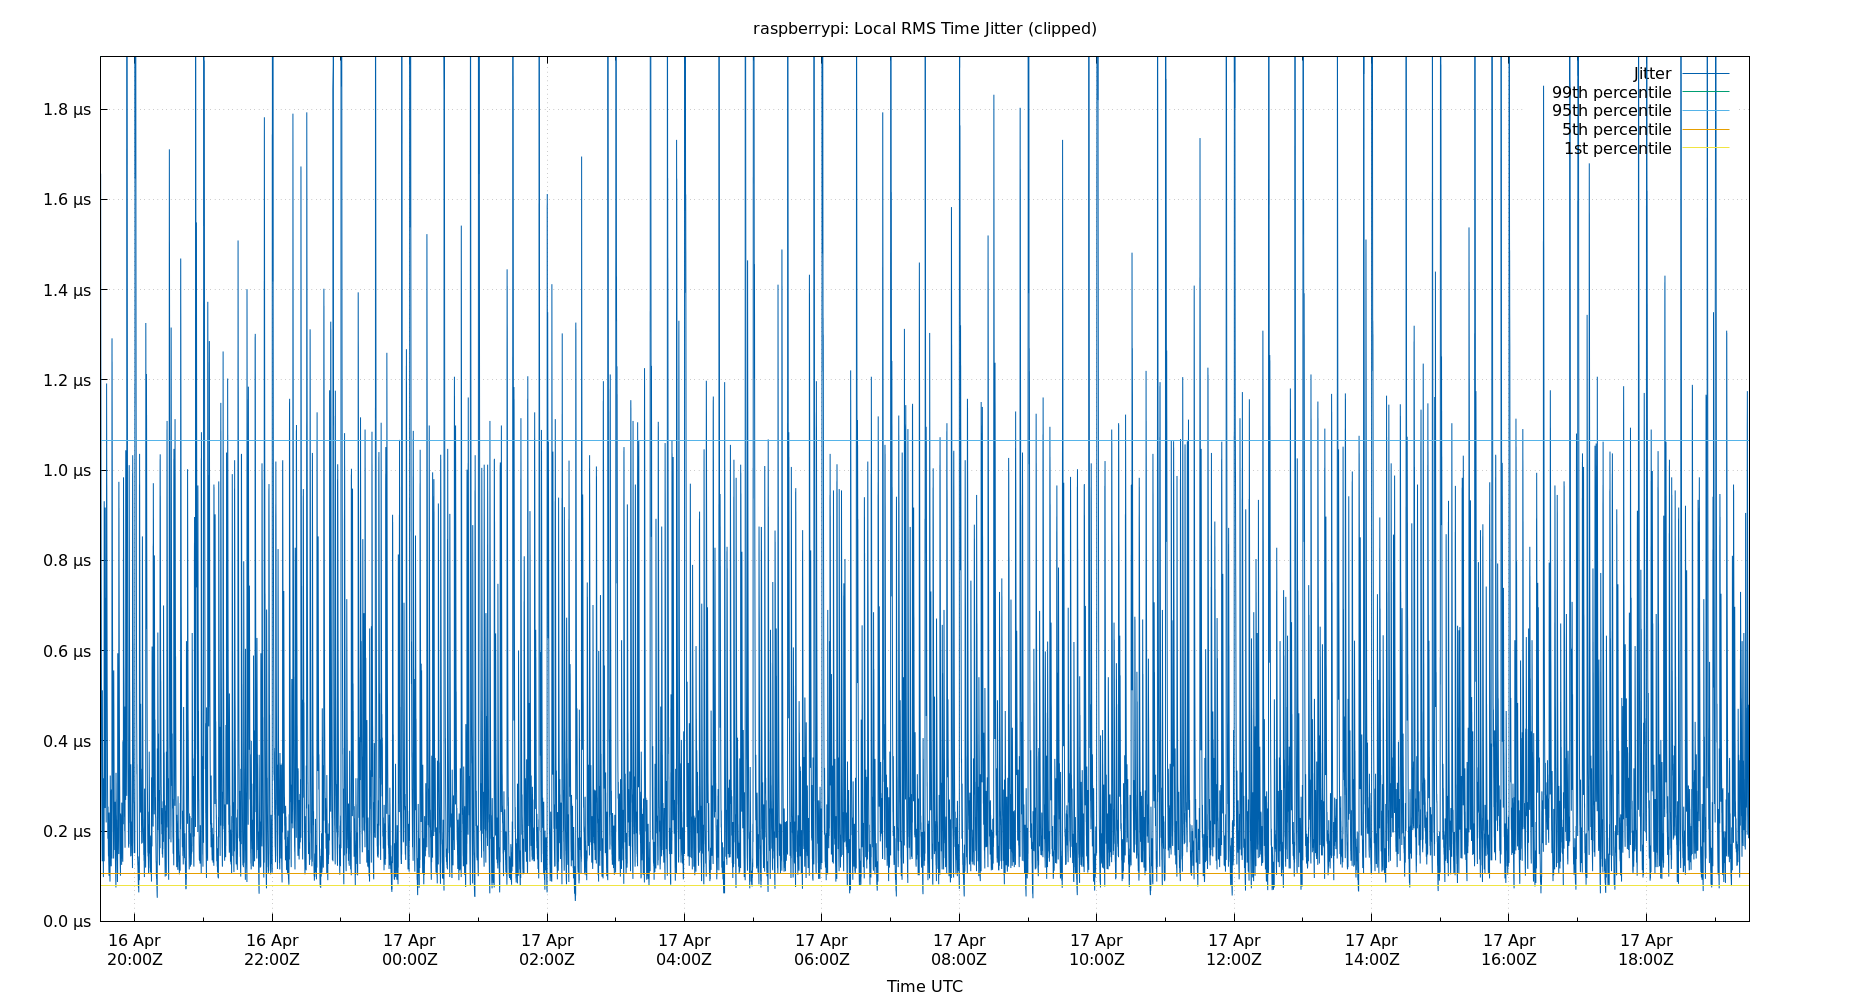 raspberrypi: Local RMS Time Jitter (clipped)
Jitter
99th percentile
95th percentile
5th percentile
1st percentile
1.8 µs
1.6 µs
1.4 µs
1.2 µs
1.0 µs
0.8 µs
0.6 µs
0.4 µs
0.2 µs
0.0 µs
16 Apr 16 Apr 17 Apr 17 Apr 17 Apr 17 Apr 17 Apr 17 Apr 17 Apr 17 Apr 17 Apr 17 Apr
20:00Z 22:00Z 00:00Z 02:00Z 04:00Z 06:00Z 08:00Z 10:00Z 12:00Z 14:00Z 16:00Z 18:00Z
Time UTC